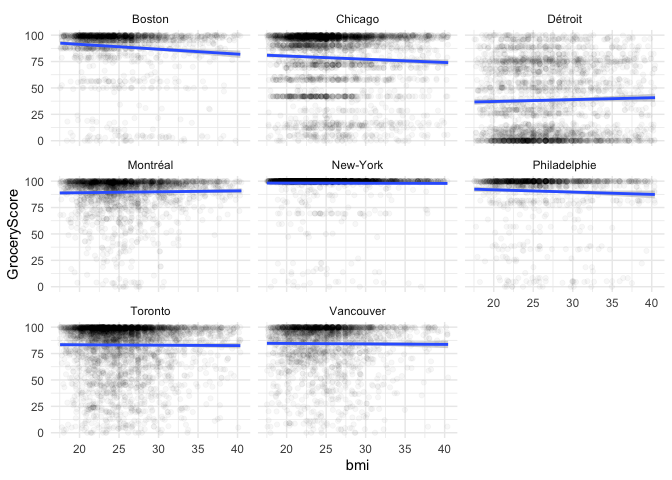 Boston Chicago Détroit
100
75
50
25
0
Montréal New-York Philadelphie
100
75
50
25
0
GroceryScore
20 25 30 35 40
Toronto Vancouver
100
75
50
25
0
20 25 30 35 40 20 25 30 35 40
bmi